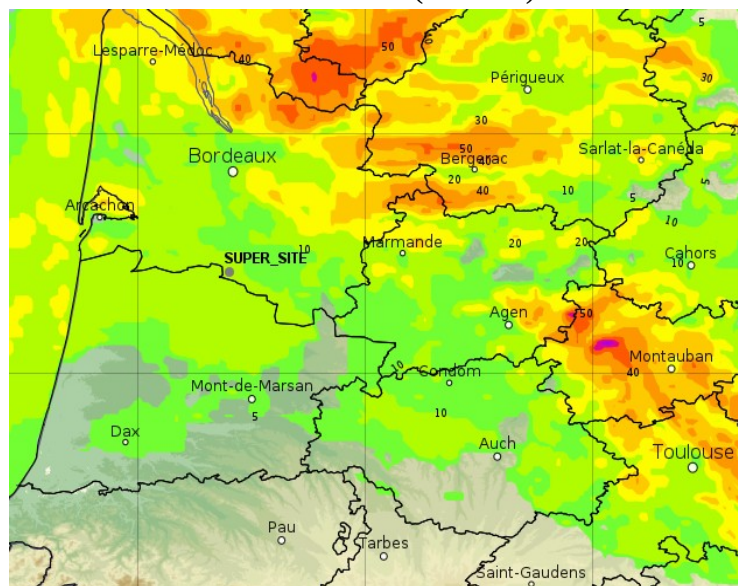 5
50
Lesparre-Médoc
40
Périgueux
30
30
Bordeaux
50
Bergerac
40
Sarlat-la-Canéda
20
40
10
5
5
Arcachon
10
10
Marmande
20
20
SUPER_SITE
Cahors
10
Agen
50
Montauban
10
Condom
40
Mont-de-Marsan
5
10
Dax
Auch
Toulouse
Pau
Tarbes
Saint-Gaudens